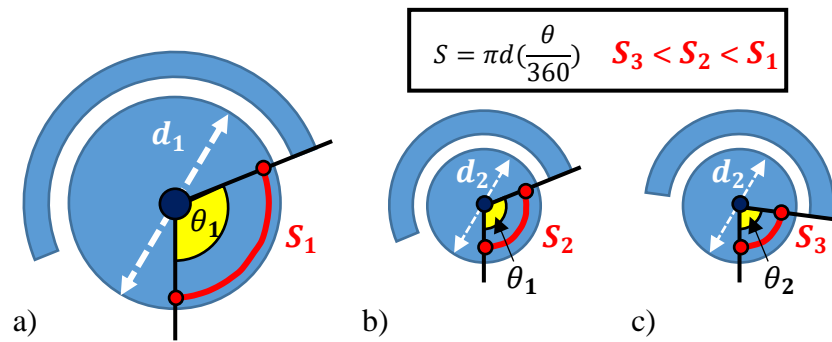 S = πd(θ/360) S₃ < S₂ < S₁
d₁
θ₁
S₁
a)
d₂
S₂
θ₁
b)
d₂
S₃
θ₂
c)